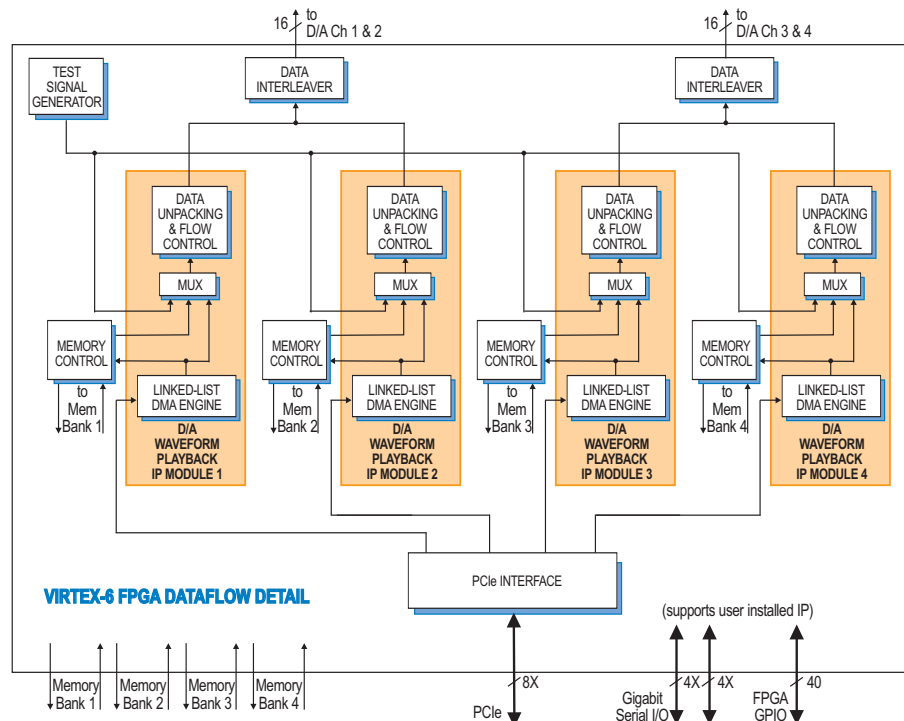 16
to
D/A Ch 1 & 2
16
to
D/A Ch 3 & 4
TEST
SIGNAL
GENERATOR
DATA
INTERLEAVER
DATA
INTERLEAVER
DATA
UNPACKING
& FLOW
CONTROL
DATA
UNPACKING
& FLOW
CONTROL
DATA
UNPACKING
& FLOW
CONTROL
DATA
UNPACKING
& FLOW
CONTROL
MUX
MUX
MUX
MUX
MEMORY
CONTROL
MEMORY
CONTROL
MEMORY
CONTROL
MEMORY
CONTROL
to
Mem
Bank 1
LINKED-LIST
DMA ENGINE
D/A
WAVEFORM
PLAYBACK
IP MODULE 1
to
Mem
Bank 2
LINKED-LIST
DMA ENGINE
D/A
WAVEFORM
PLAYBACK
IP MODULE 2
to
Mem
Bank 3
LINKED-LIST
DMA ENGINE
D/A
WAVEFORM
PLAYBACK
IP MODULE 3
to
Mem
Bank 4
LINKED-LIST
DMA ENGINE
D/A
WAVEFORM
PLAYBACK
IP MODULE 4
PCIe INTERFACE
VIRTEX-6 FPGA DATAFLOW DETAIL
(supports user installed IP)
Memory
Bank 1
Memory
Bank 2
Memory
Bank 3
Memory
Bank 4
8X
PCIe
4X
4X
Gigabit
Serial I/O
40
FPGA
GPIO